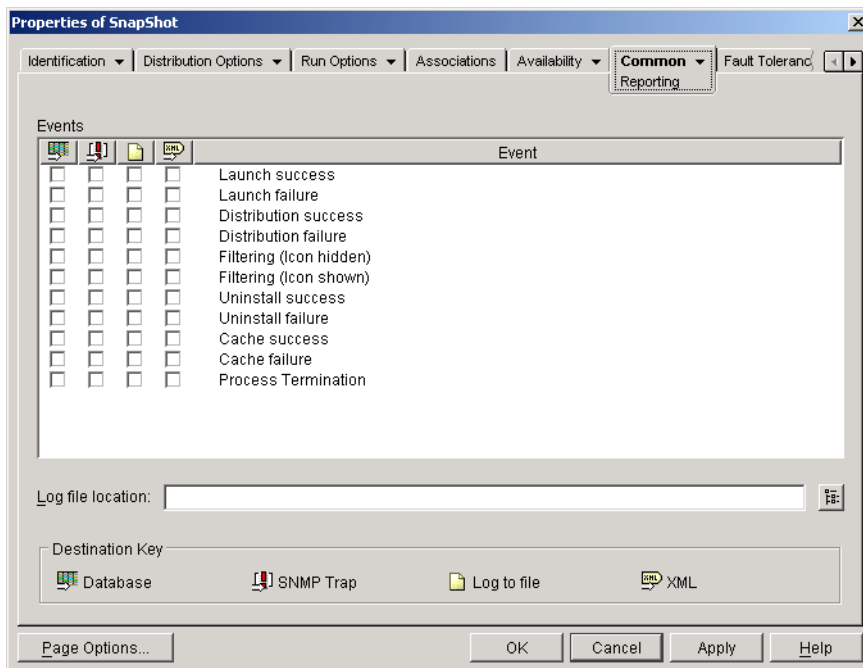 Properties of SnapShot
Identification Distribution Options Run Options Associations Availability Common Fault Toleranc
Reporting
Events
XML Event
Launch success
Launch failure
Distribution success
Distribution failure
Filtering (Icon hidden)
Filtering (Icon shown)
Uninstall success
Uninstall failure
Cache success
Cache failure
Process Termination
Log file location:
Destination Key
Database SNMP Trap Log to file XML XML
Page Options... OK Cancel Apply Help